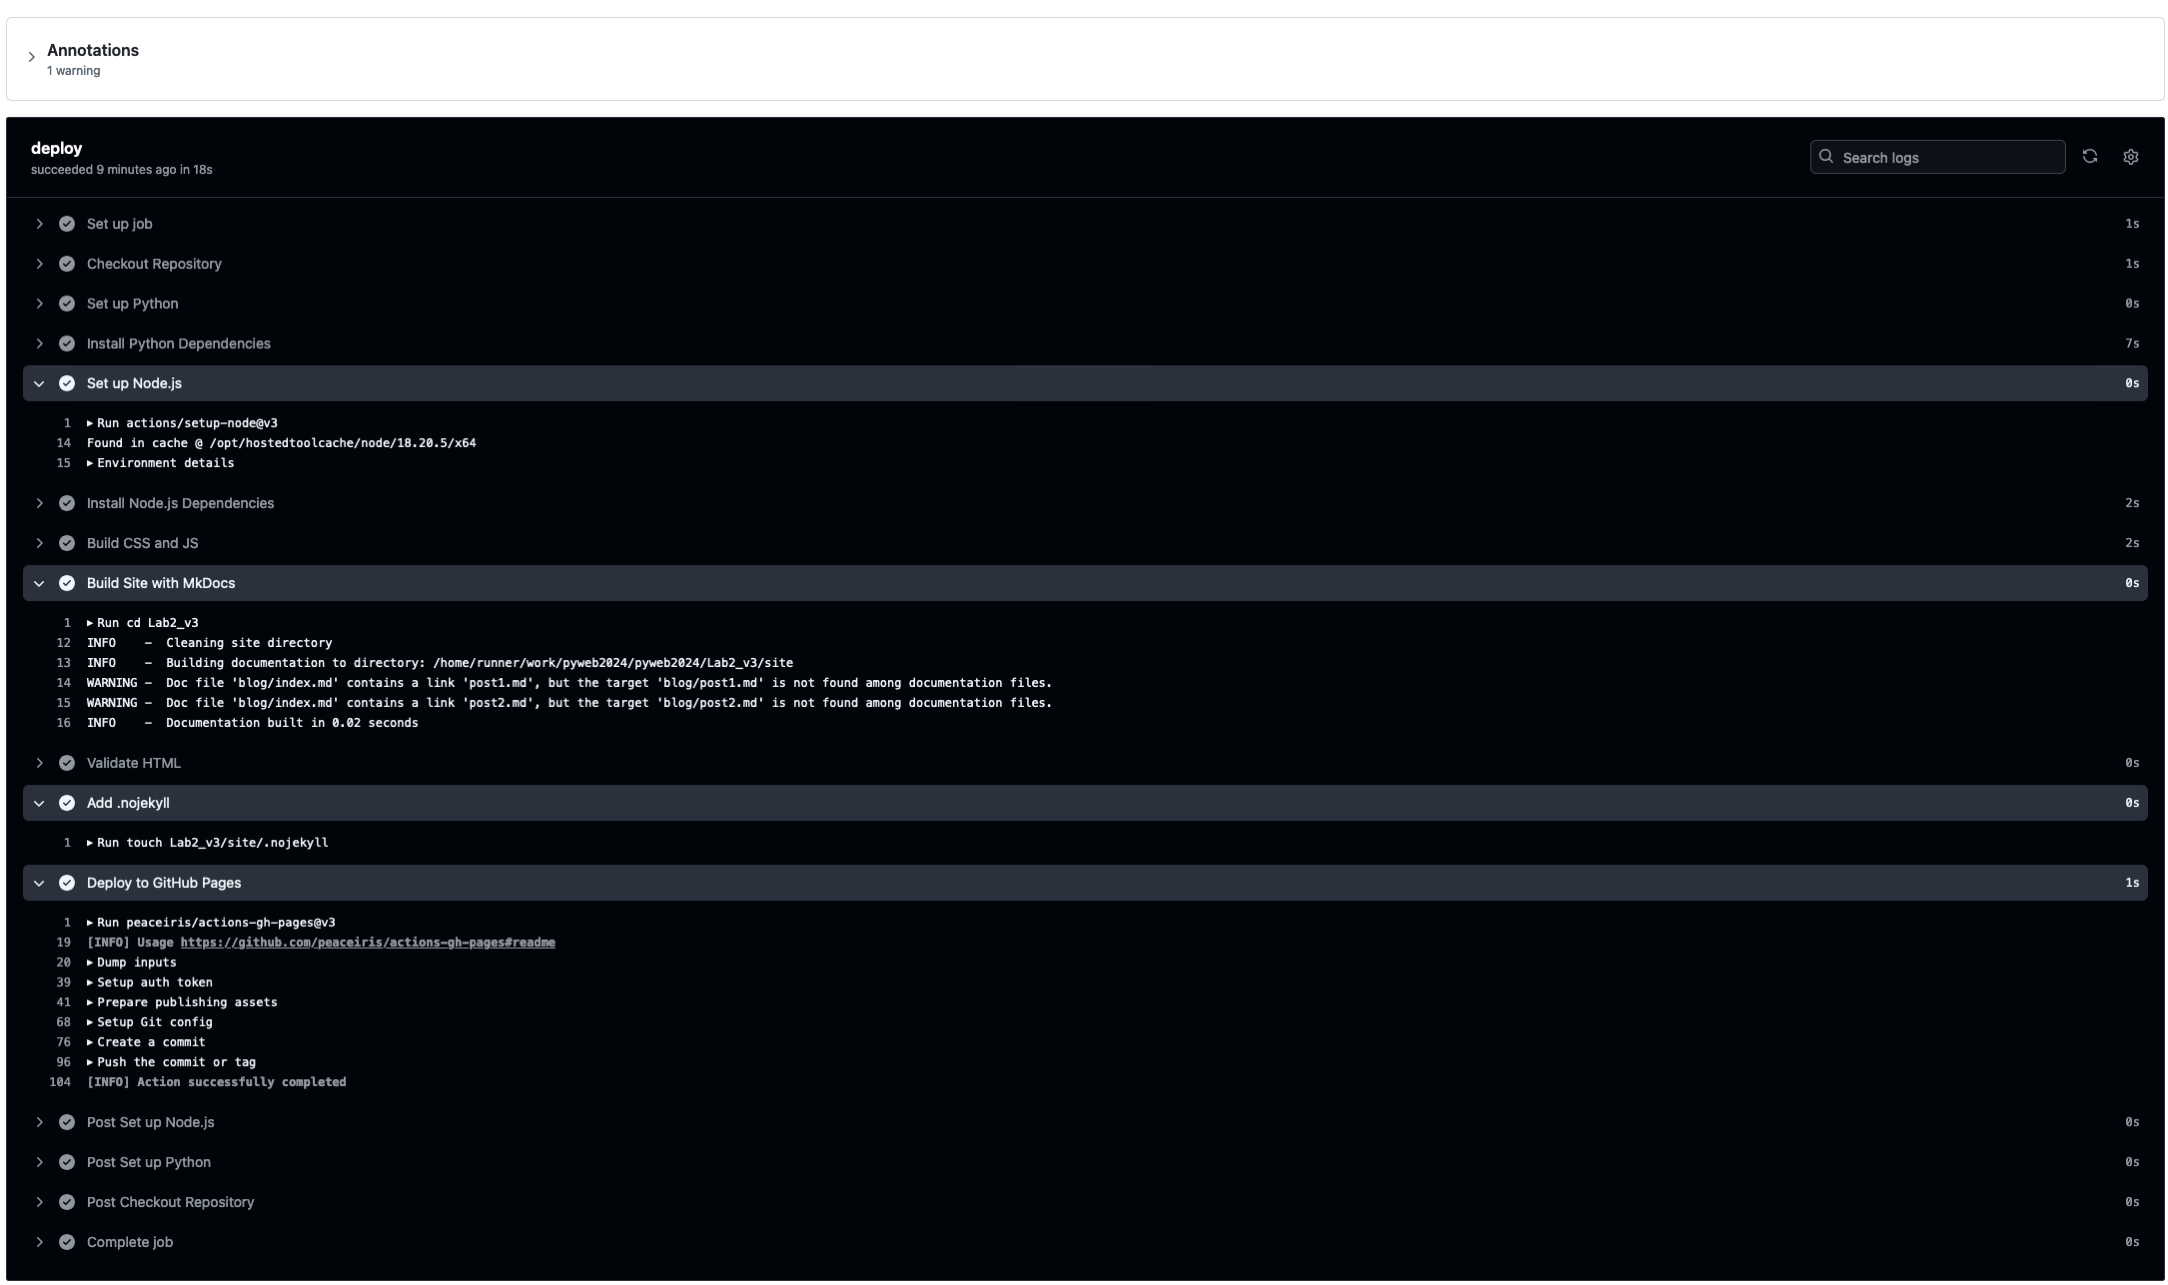 Annotations
1 warning
deploy
succeeded 9 minutes ago in 18s
Search logs
Set up job 1s
Checkout Repository 1s
Set up Python 0s
Install Python Dependencies 7s
Set up Node.js 0s
1 ▸ Run actions/setup-node@v3
14 Found in cache @ /opt/hostedtoolcache/node/18.20.5/x64
15 ▸ Environment details
Install Node.js Dependencies 2s
Build CSS and JS 2s
Build Site with MkDocs 0s
1 ▸ Run cd Lab2_v3
12 INFO    -  Cleaning site directory
13 INFO    -  Building documentation to directory: /home/runner/work/pyweb2024/pyweb2024/Lab2_v3/site
14 WARNING -  Doc file 'blog/index.md' contains a link 'post1.md', but the target 'blog/post1.md' is not found among documentation files.
15 WARNING -  Doc file 'blog/index.md' contains a link 'post2.md', but the target 'blog/post2.md' is not found among documentation files.
16 INFO    -  Documentation built in 0.02 seconds
Validate HTML 0s
Add .nojekyll 0s
1 ▸ Run touch Lab2_v3/site/.nojekyll
Deploy to GitHub Pages 1s
1 ▸ Run peaceiris/actions-gh-pages@v3
19 [INFO] Usage https://github.com/peaceiris/actions-gh-pages#readme
20 ▸ Dump inputs
39 ▸ Setup auth token
41 ▸ Prepare publishing assets
68 ▸ Setup Git config
76 ▸ Create a commit
96 ▸ Push the commit or tag
104 [INFO] Action successfully completed
Post Set up Node.js 0s
Post Set up Python 0s
Post Checkout Repository 0s
Complete job 0s